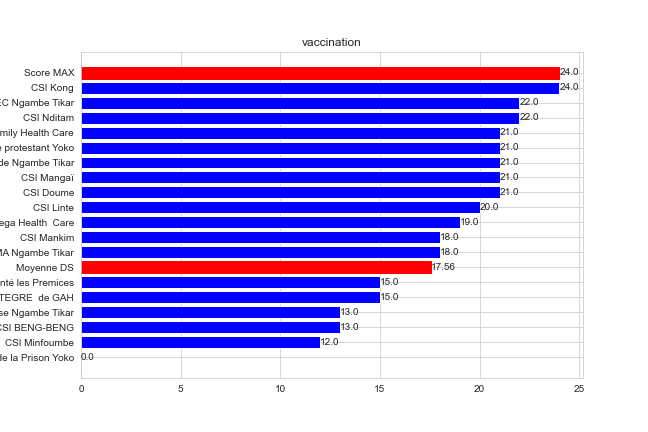 vaccination
Score MAX 24.0
CSI Kong 24.0
EC Ngambe Tikar 22.0
CSI Nditam 22.0
mily Health Care 21.0
protestant Yoko 21.0
de Ngambe Tikar 21.0
CSI Mangaï 21.0
CSI Doume 21.0
CSI Linte 20.0
ega Health Care 19.0
CSI Mankim 18.0
MA Ngambe Tikar 18.0
Moyenne DS 17.56
nté les Premices 15.0
TEGRE de GAH 15.0
se Ngambe Tikar 13.0
CSI BENG-BENG 13.0
CSI Minfoumbe 12.0
de la Prison Yoko 0.0
0 5 10 15 20 25